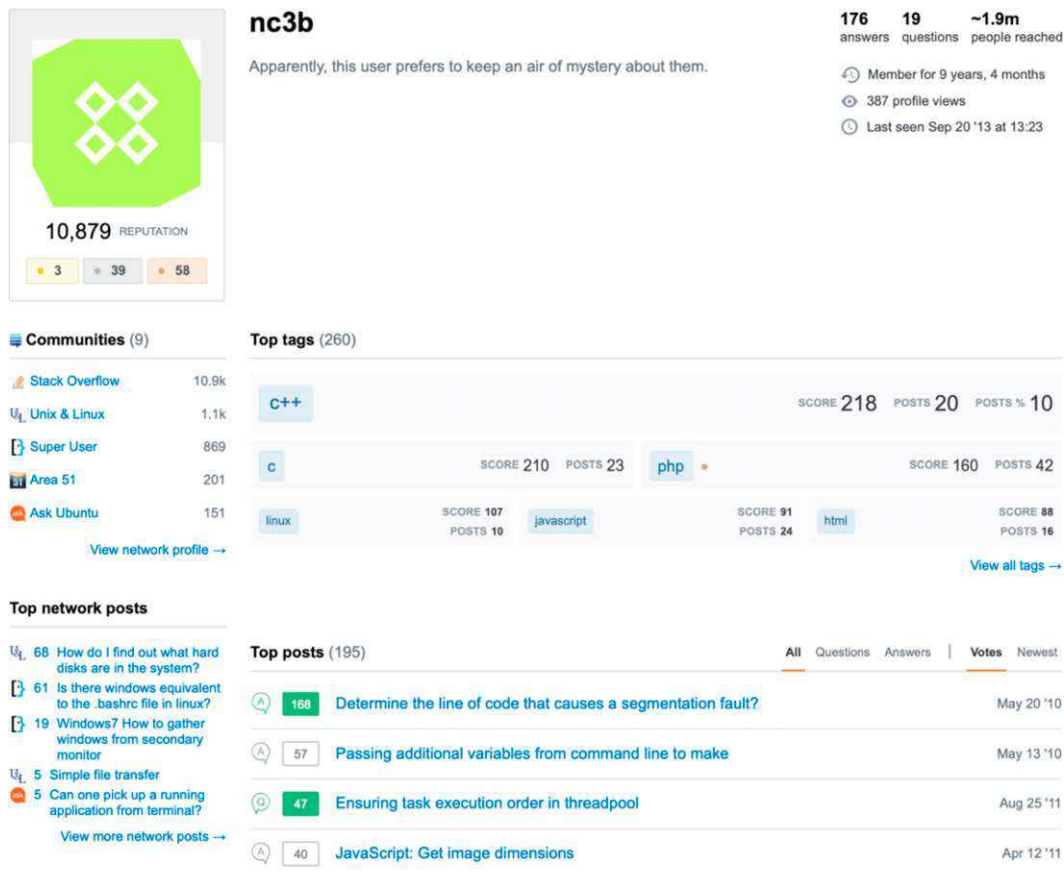 nc3b
Apparently, this user prefers to keep an air of mystery about them.
176 19 ~1.9m
answers questions people reached
Member for 9 years, 4 months
387 profile views
Last seen Sep 20 '13 at 13:23
10,879 REPUTATION
3 39 58
Communities (9)
Stack Overflow 10.9k
Unix & Linux 1.1k
Super User 869
51 Area 51 201
ask Ask Ubuntu 151
View network profile →
Top network posts
68 How do I find out what hard
disks are in the system?
61 Is there windows equivalent
to the .bashrc file in linux?
19 Windows7 How to gather
windows from secondary
monitor
5 Simple file transfer
5 Can one pick up a running
application from terminal?
View more network posts →
Top tags (260)
c++ SCORE 218 POSTS 20 POSTS % 10
c SCORE 210 POSTS 23 php SCORE 160 POSTS 42
linux SCORE 107 POSTS 10 javascript SCORE 91 POSTS 24 html SCORE 88 POSTS 16
View all tags →
Top posts (195) All Questions Answers | Votes Newest
A 168 Determine the line of code that causes a segmentation fault? May 20 '10
A 57 Passing additional variables from command line to make May 13 '10
Q 47 Ensuring task execution order in threadpool Aug 25 '11
A 40 JavaScript: Get image dimensions Apr 12 '11